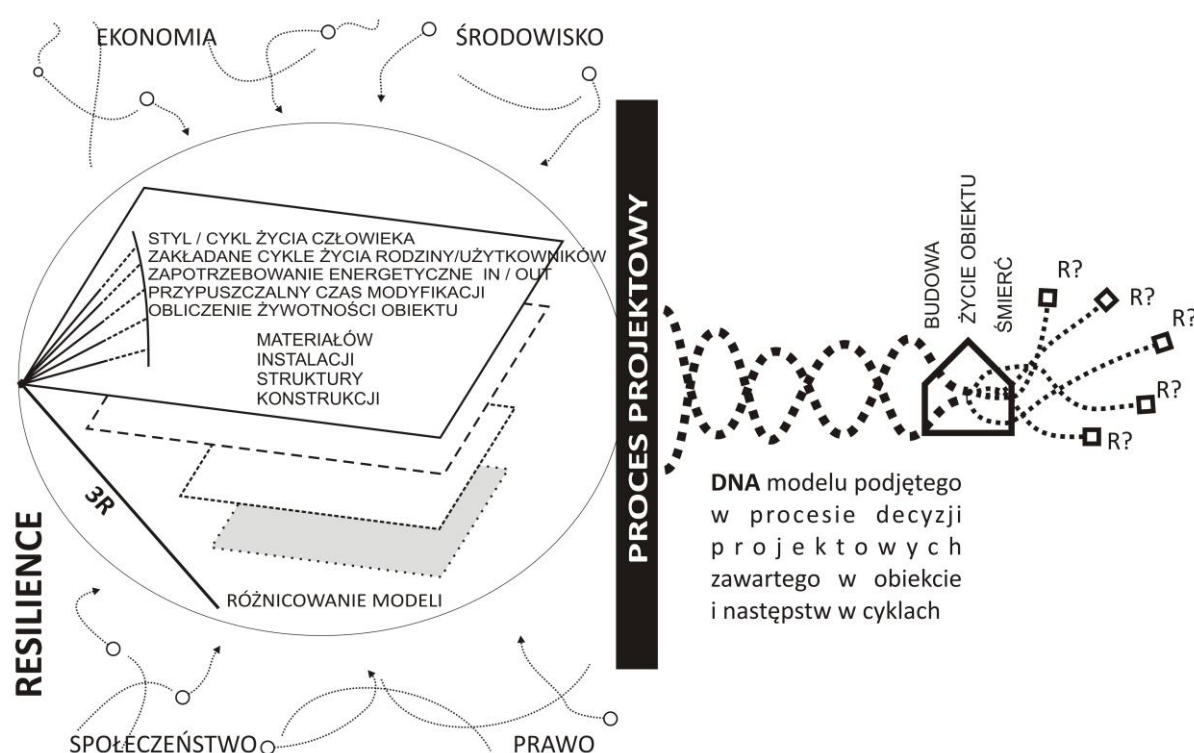 EKONOMIA
ŚRODOWISKO
STYL / CYKL ŻYCIA CZŁOWIEKA
ZAKŁADANE CYKLE ŻYCIA RODZINY/UŻYTKOWNIKÓW
ZAPOTRZEBOWANIE ENERGETYCZNE IN / OUT
PRZYPUSZCZALNY CZAS MODYFIKACJI
OBLICZENIE ŻYWOTNOŚCI OBIEKTU
MATERIAŁÓW
INSTALACJI
STRUKTURY
KONSTRUKCJI
3R
RÓŻNICOWANIE MODELI
RESILIENCE
SPOŁECZEŃSTWO
PRAWO
PROCES PROJEKTOWY
BUDOWA
ŻYCIE OBIEKTU
ŚMIERĆ
R?
R?
R?
R?
R?
DNA modelu podjętego
w procesie decyzji
projektowych
zawartego w obiekcie
i następstw w cyklach